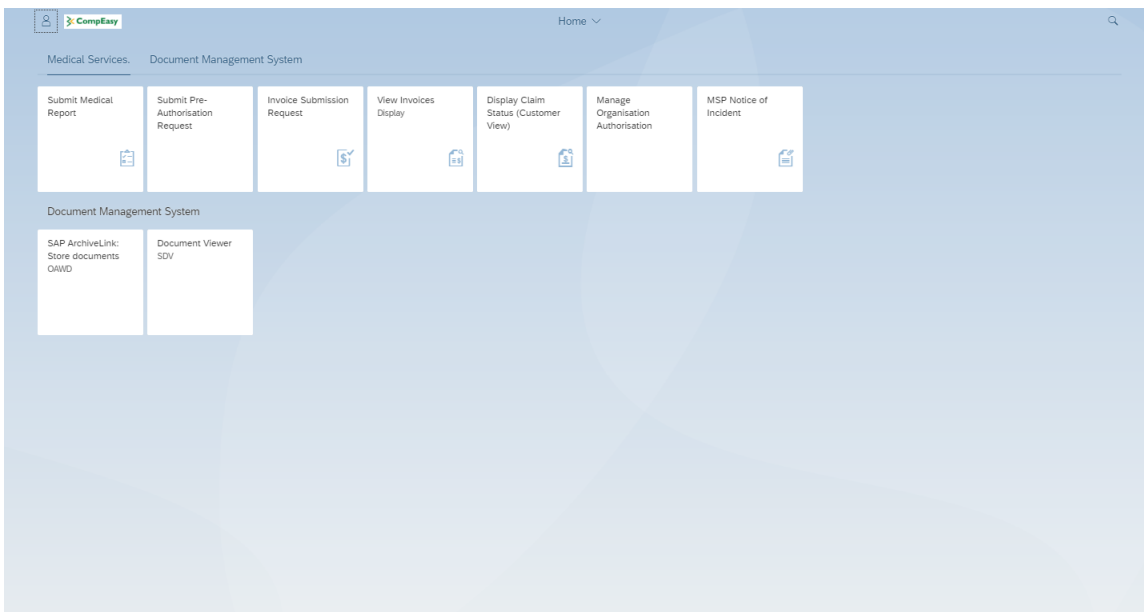 CompEasy
Home
Medical Services.
Document Management System
Submit Medical
Report
Submit Pre-
Authorisation
Request
Invoice Submission
Request
View Invoices
Display
Display Claim
Status (Customer
View)
Manage
Organisation
Authorisation
MSP Notice of
Incident
Document Management System
SAP ArchiveLink:
Store documents
OAWD
Document Viewer
SDV